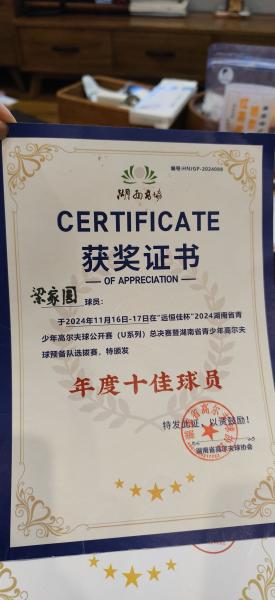 编号:HNJGP-2024088
湖南高协
CERTIFICATE
获奖证书
OF APPRECIATION
梁家圆 球员:
于2024年11月16日-17日在"远恒佳杯"2024湖南省青
少年高尔夫球公开赛（U系列）总决赛暨湖南省青少年高尔夫
球预备队选拔赛，特颁发
年度十佳球员
特发此证，以资鼓励!
湖南省高尔夫球协会